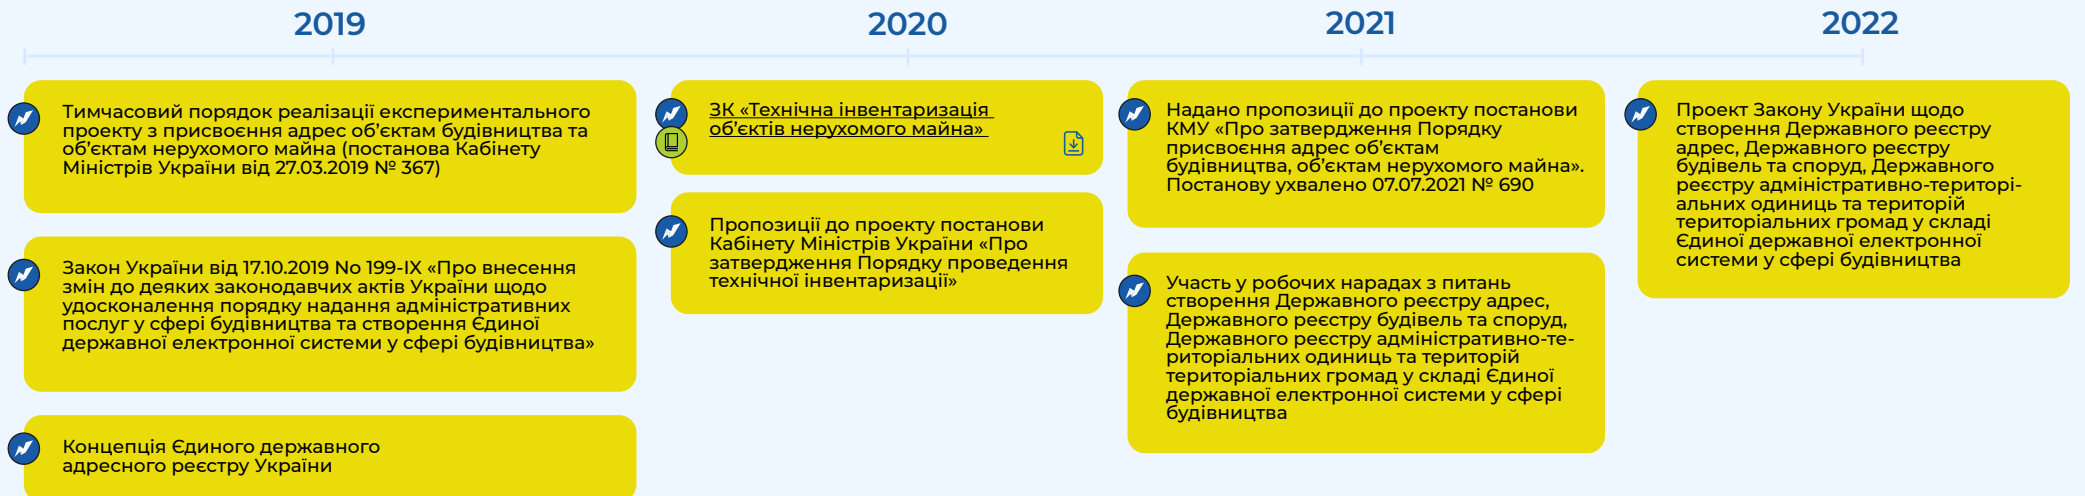 2019
Тимчасовий порядок реалізації експериментального
проекту з присвоєння адрес об’єктам будівництва та
об’єктам нерухомого майна (постанова Кабінету
Міністрів України від 27.03.2019 № 367)
Закон України від 17.10.2019 No 199-IX «Про внесення
змін до деяких законодавчих актів України щодо
удосконалення порядку надання адміністративних
послуг у сфері будівництва та створення Єдиної
державної електронної системи у сфері будівництва»
Концепція Єдиного державного
адресного реєстру України
2020
ЗК «Технічна інвентаризація
об’єктів нерухомого майна»
Пропозиції до проекту постанови
Кабінету Міністрів України «Про
затвердження Порядку проведення
технічної інвентаризації»
2021
Надано пропозиції до проекту постанови
КМУ «Про затвердження Порядку
присвоєння адрес об’єктам
будівництва, об’єктам нерухомого майна».
Постанову ухвалено 07.07.2021 № 690
Участь у робочих нарадах з питань
створення Державного реєстру адрес,
Державного реєстру будівель та споруд,
Державного реєстру адміністративно-те-
риторіальних одиниць та територій
територіальних громад у складі Єдиної
державної електронної системи у сфері
будівництва
2022
Проект Закону України щодо
створення Державного реєстру
адрес, Державного реєстру
будівель та споруд, Державного
реєстру адміністративно-територі-
альних одиниць та територій
територіальних громад у складі
Єдиної державної електронної
системи у сфері будівництва